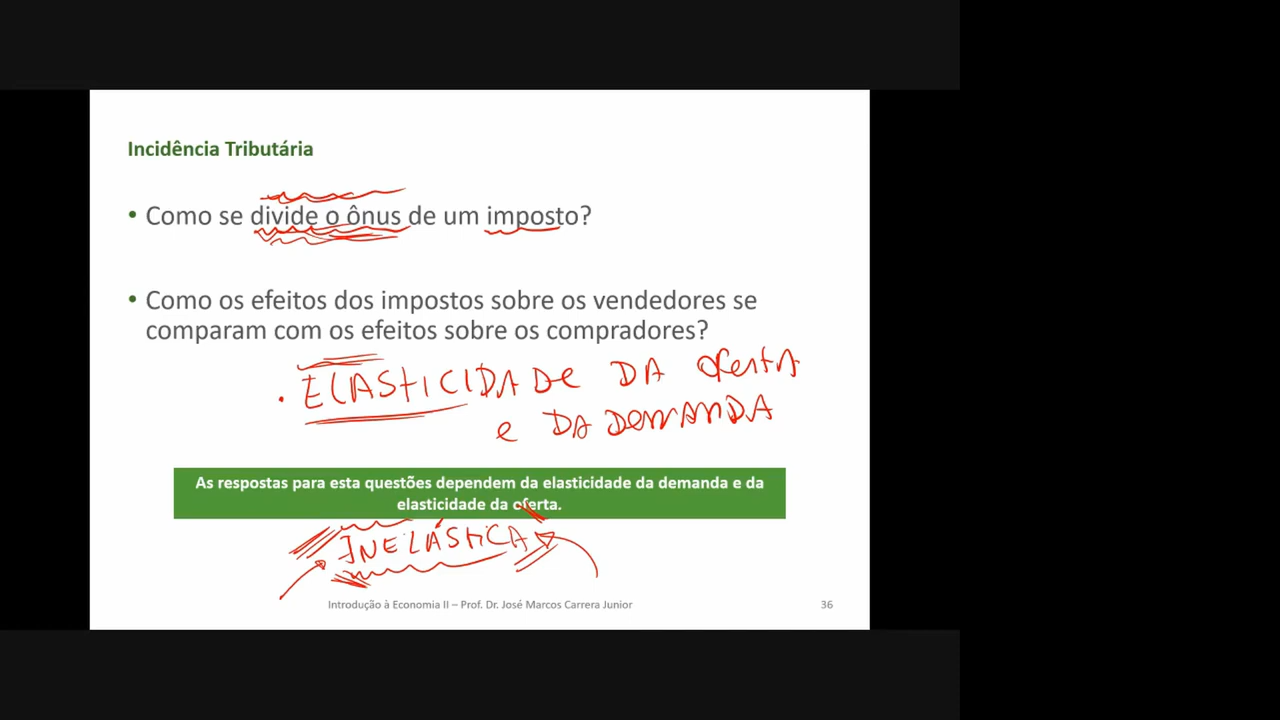 Incidência Tributária
• Como se divide o ônus de um imposto?
• Como os efeitos dos impostos sobre os vendedores se
comparam com os efeitos sobre os compradores?
• ELASTICIDADE DA OFERTA
e DA DEMANDA
As respostas para esta questões dependem da elasticidade da demanda e da
elasticidade da oferta.
INELÁSTICA
Introdução à Economia II – Prof. Dr. José Marcos Carrera Junior
36